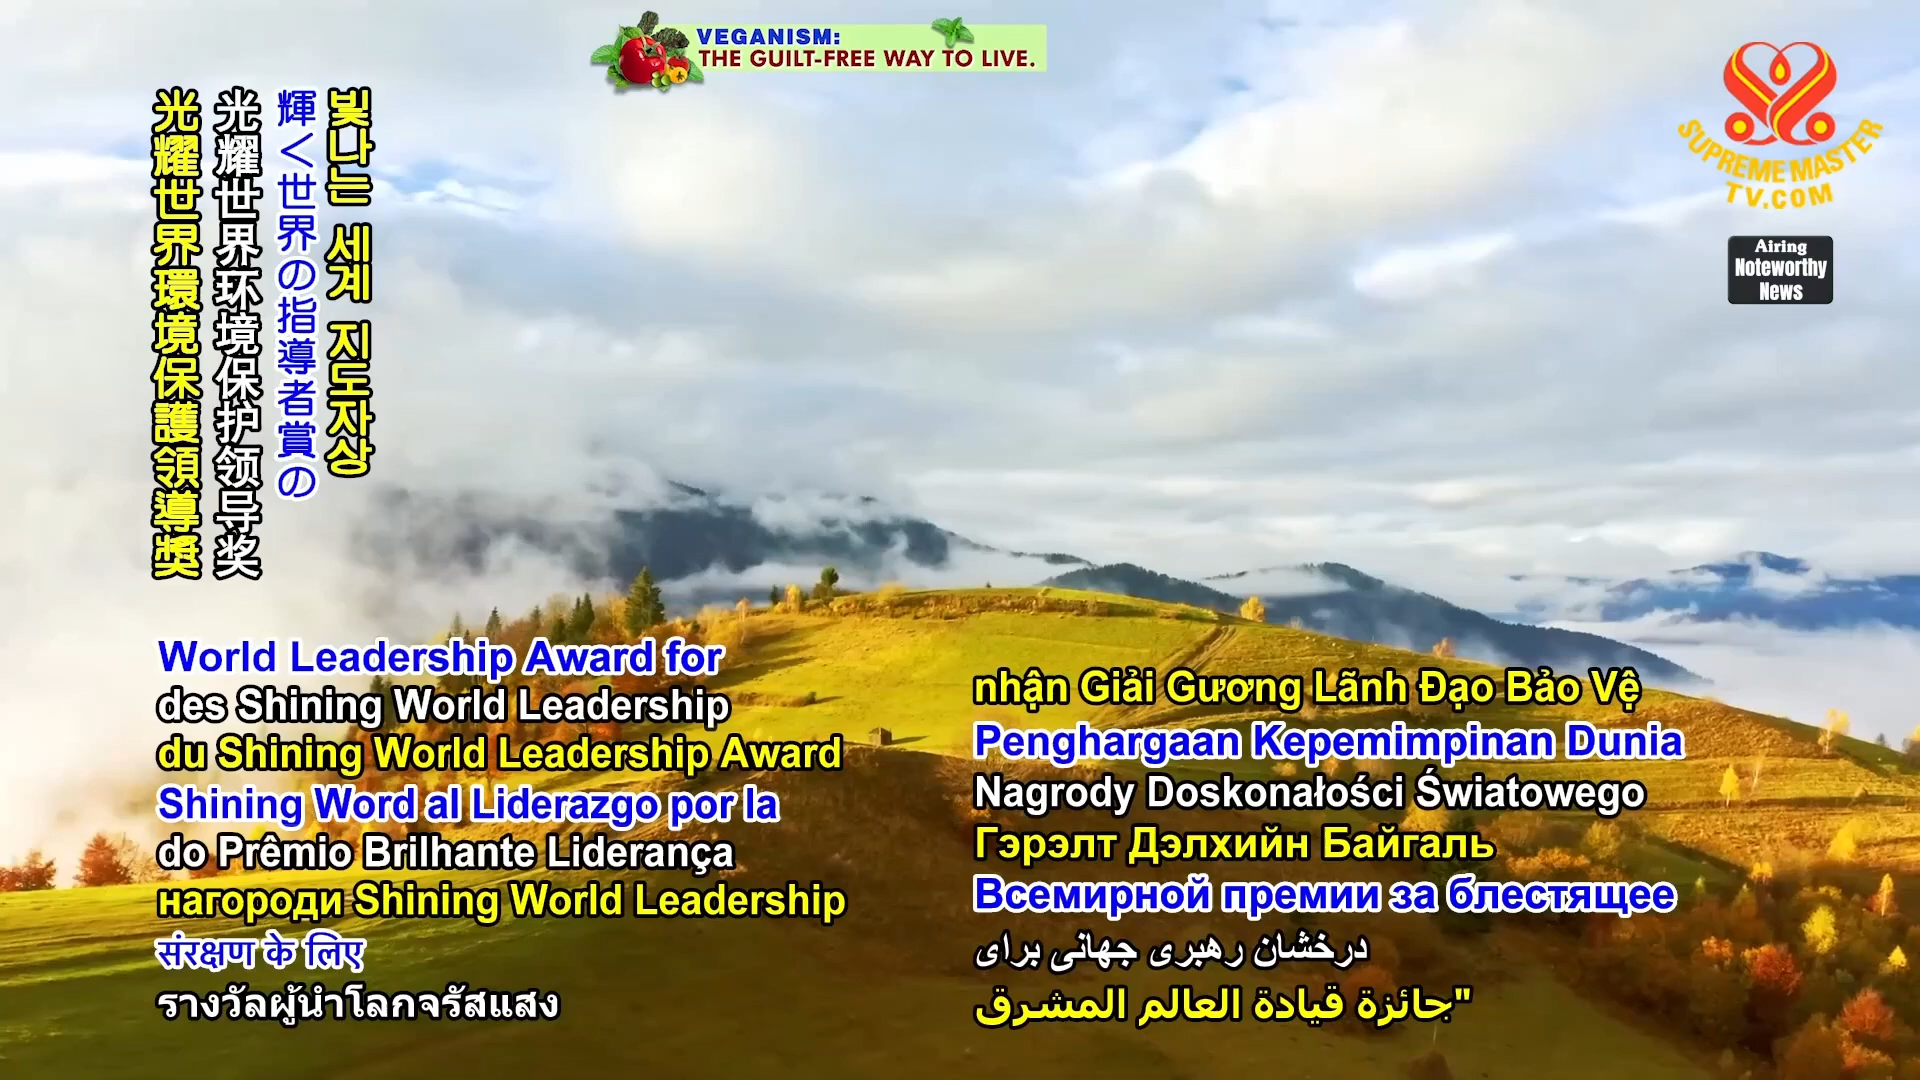 VEGANISM:
THE GUILT-FREE WAY TO LIVE.
SUPREME MASTER
TV.COM
Airing
Noteworthy
News
빛나는 세계 지도자상
輝く世界の指導者賞の
光耀世界环境保护领导奖
光耀世界環境保護領導獎
World Leadership Award for
des Shining World Leadership
du Shining World Leadership Award
Shining Word al Liderazgo por la
do Prêmio Brilhante Liderança
нагороди Shining World Leadership
संरक्षण के लिए
รางวัลผู้นำโลกจรัสแสง
nhận Giải Gương Lãnh Đạo Bảo Vệ
Penghargaan Kepemimpinan Dunia
Nagrody Doskonałości Światowego
Гэрэлт Дэлхийн Байгаль
Всемирной премии за блестящее
درخشان رهبری جهانی برای
"جائزة قيادة العالم المشرق